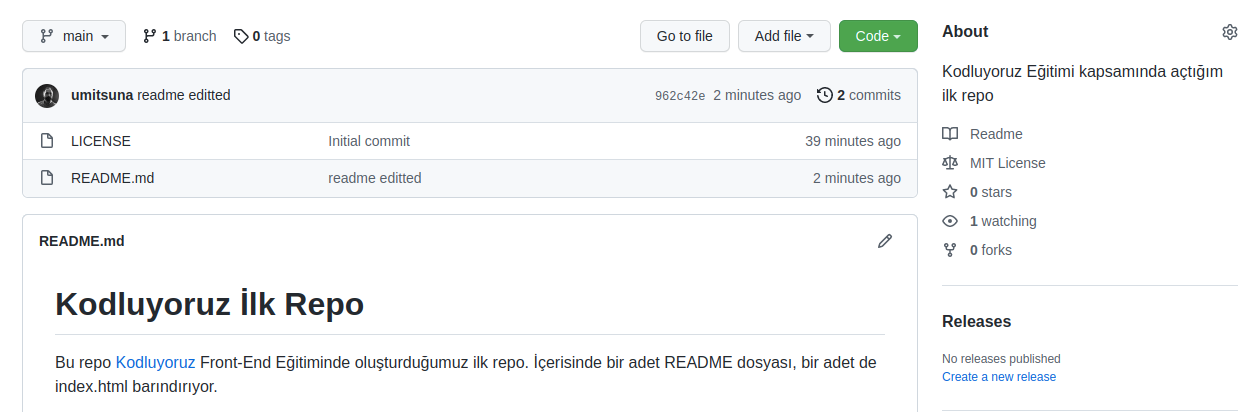 main
1 branch
0 tags
Go to file
Add file
Code
umitsuna readme editted
962c42e 2 minutes ago
2 commits
LICENSE
Initial commit
39 minutes ago
README.md
readme editted
2 minutes ago
README.md
Kodluyoruz İlk Repo
Bu repo Kodluyoruz Front-End Eğitiminde oluşturduğumuz ilk repo. İçerisinde bir adet README dosyası, bir adet de
index.html barındırıyor.
About
Kodluyoruz Eğitimi kapsamında açtığım
ilk repo
Readme
MIT License
0 stars
1 watching
0 forks
Releases
No releases published
Create a new release